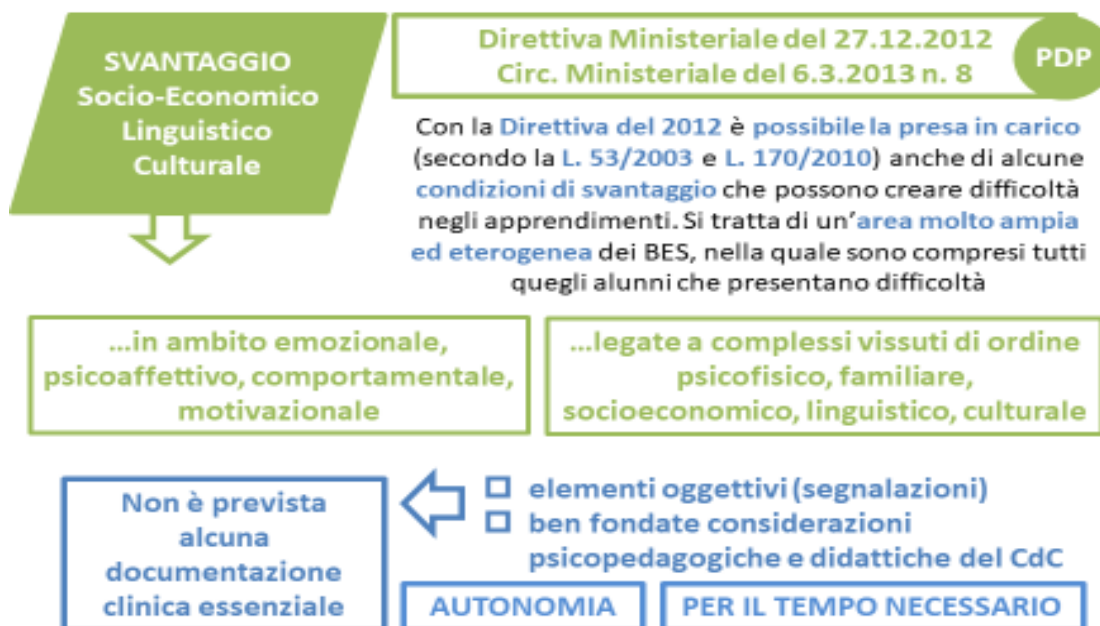 SVANTAGGIO
Socio-Economico
Linguistico
Culturale
Direttiva Ministeriale del 27.12.2012
Circ. Ministeriale del 6.3.2013 n. 8
PDP
Con la Direttiva del 2012 è possibile la presa in carico
(secondo la L. 53/2003 e L. 170/2010) anche di alcune
condizioni di svantaggio che possono creare difficoltà
negli apprendimenti. Si tratta di un'area molto ampia
ed eterogenea dei BES, nella quale sono compresi tutti
quegli alunni che presentano difficoltà
...in ambito emozionale,
psicoaffettivo, comportamentale,
motivazionale
...legate a complessi vissuti di ordine
psicofisico, familiare,
socioeconomico, linguistico, culturale
Non è prevista
alcuna
documentazione
clinica essenziale
elementi oggettivi (segnalazioni)
ben fondate considerazioni
psicopedagogiche e didattiche del CdC
AUTONOMIA
PER IL TEMPO NECESSARIO